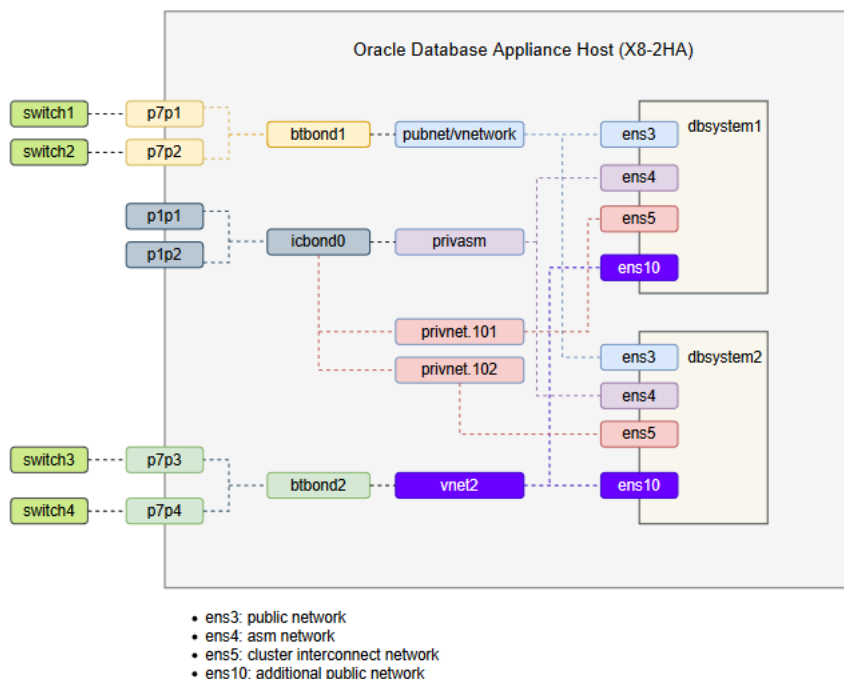 Oracle Database Appliance Host (X8-2HA)
switch1
p7p1
switch2
p7p2
btbond1
pubnet/vnetwork
ens3
dbsystem1
ens4
ens5
ens10
p1p1
p1p2
icbond0
privasm
privnet.101
privnet.102
ens3
dbsystem2
ens4
ens5
ens10
switch3
p7p3
switch4
p7p4
btbond2
vnet2
• ens3: public network
• ens4: asm network
• ens5: cluster interconnect network
• ens10: additional public network